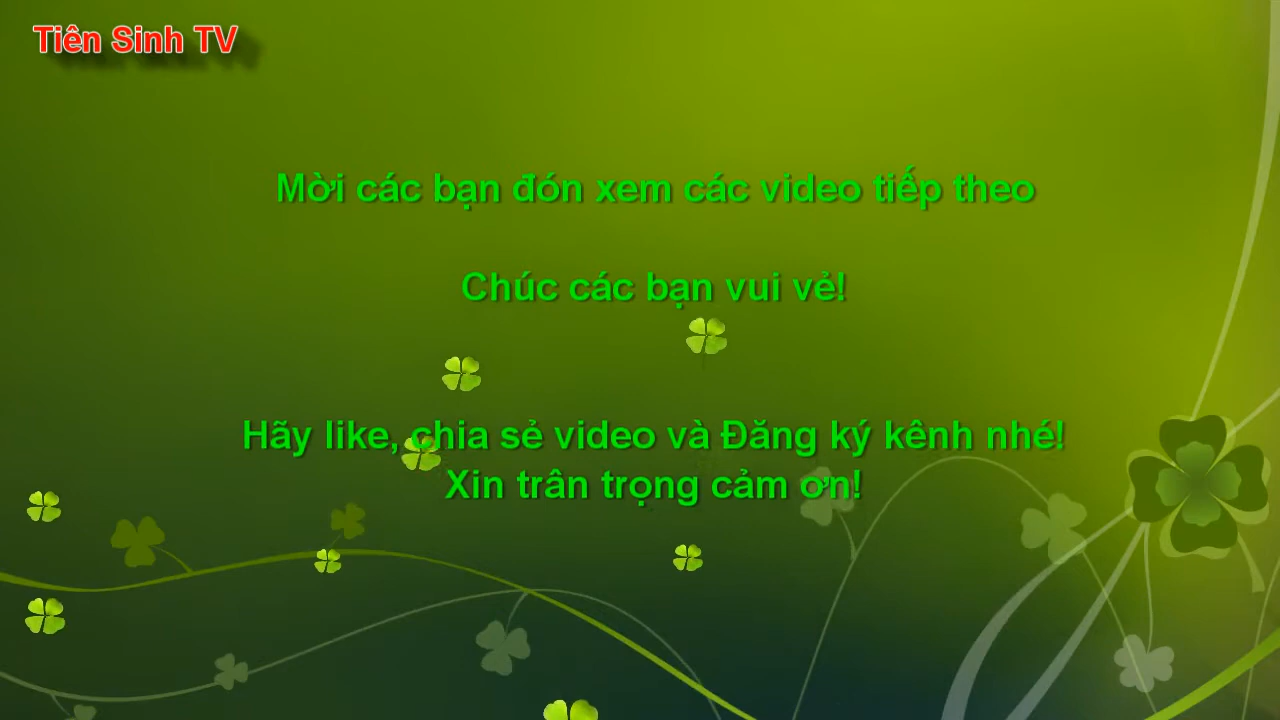 Tiên Sinh TV
Mời các bạn đón xem các video tiếp theo
Chúc các bạn vui vẻ!
Hãy like, chia sẻ video và Đăng ký kênh nhé!
Xin trân trọng cảm ơn!